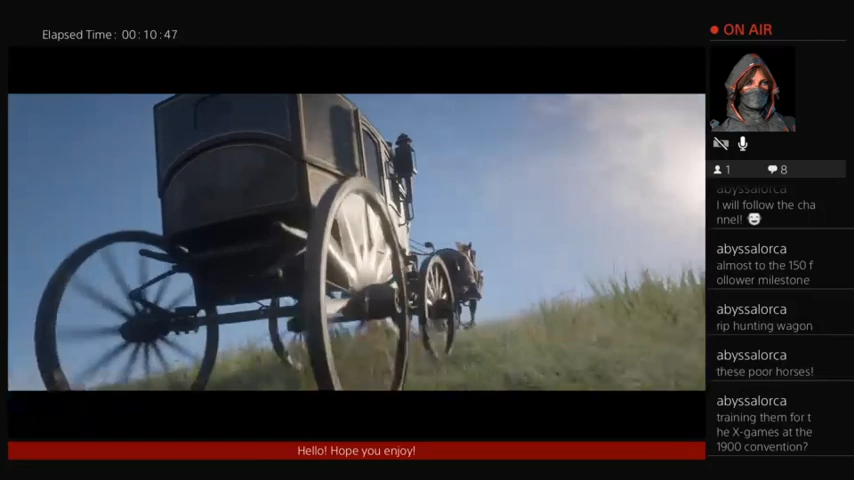 Elapsed Time: 00:10:47
ON AIR
1 8
abyssalorca
I will follow the cha
nnel!
abyssalorca
almost to the 150 f
ollower milestone
abyssalorca
rip hunting wagon
abyssalorca
these poor horses!
abyssalorca
training them for t
he X-games at the
1900 convention?
Hello! Hope you enjoy!